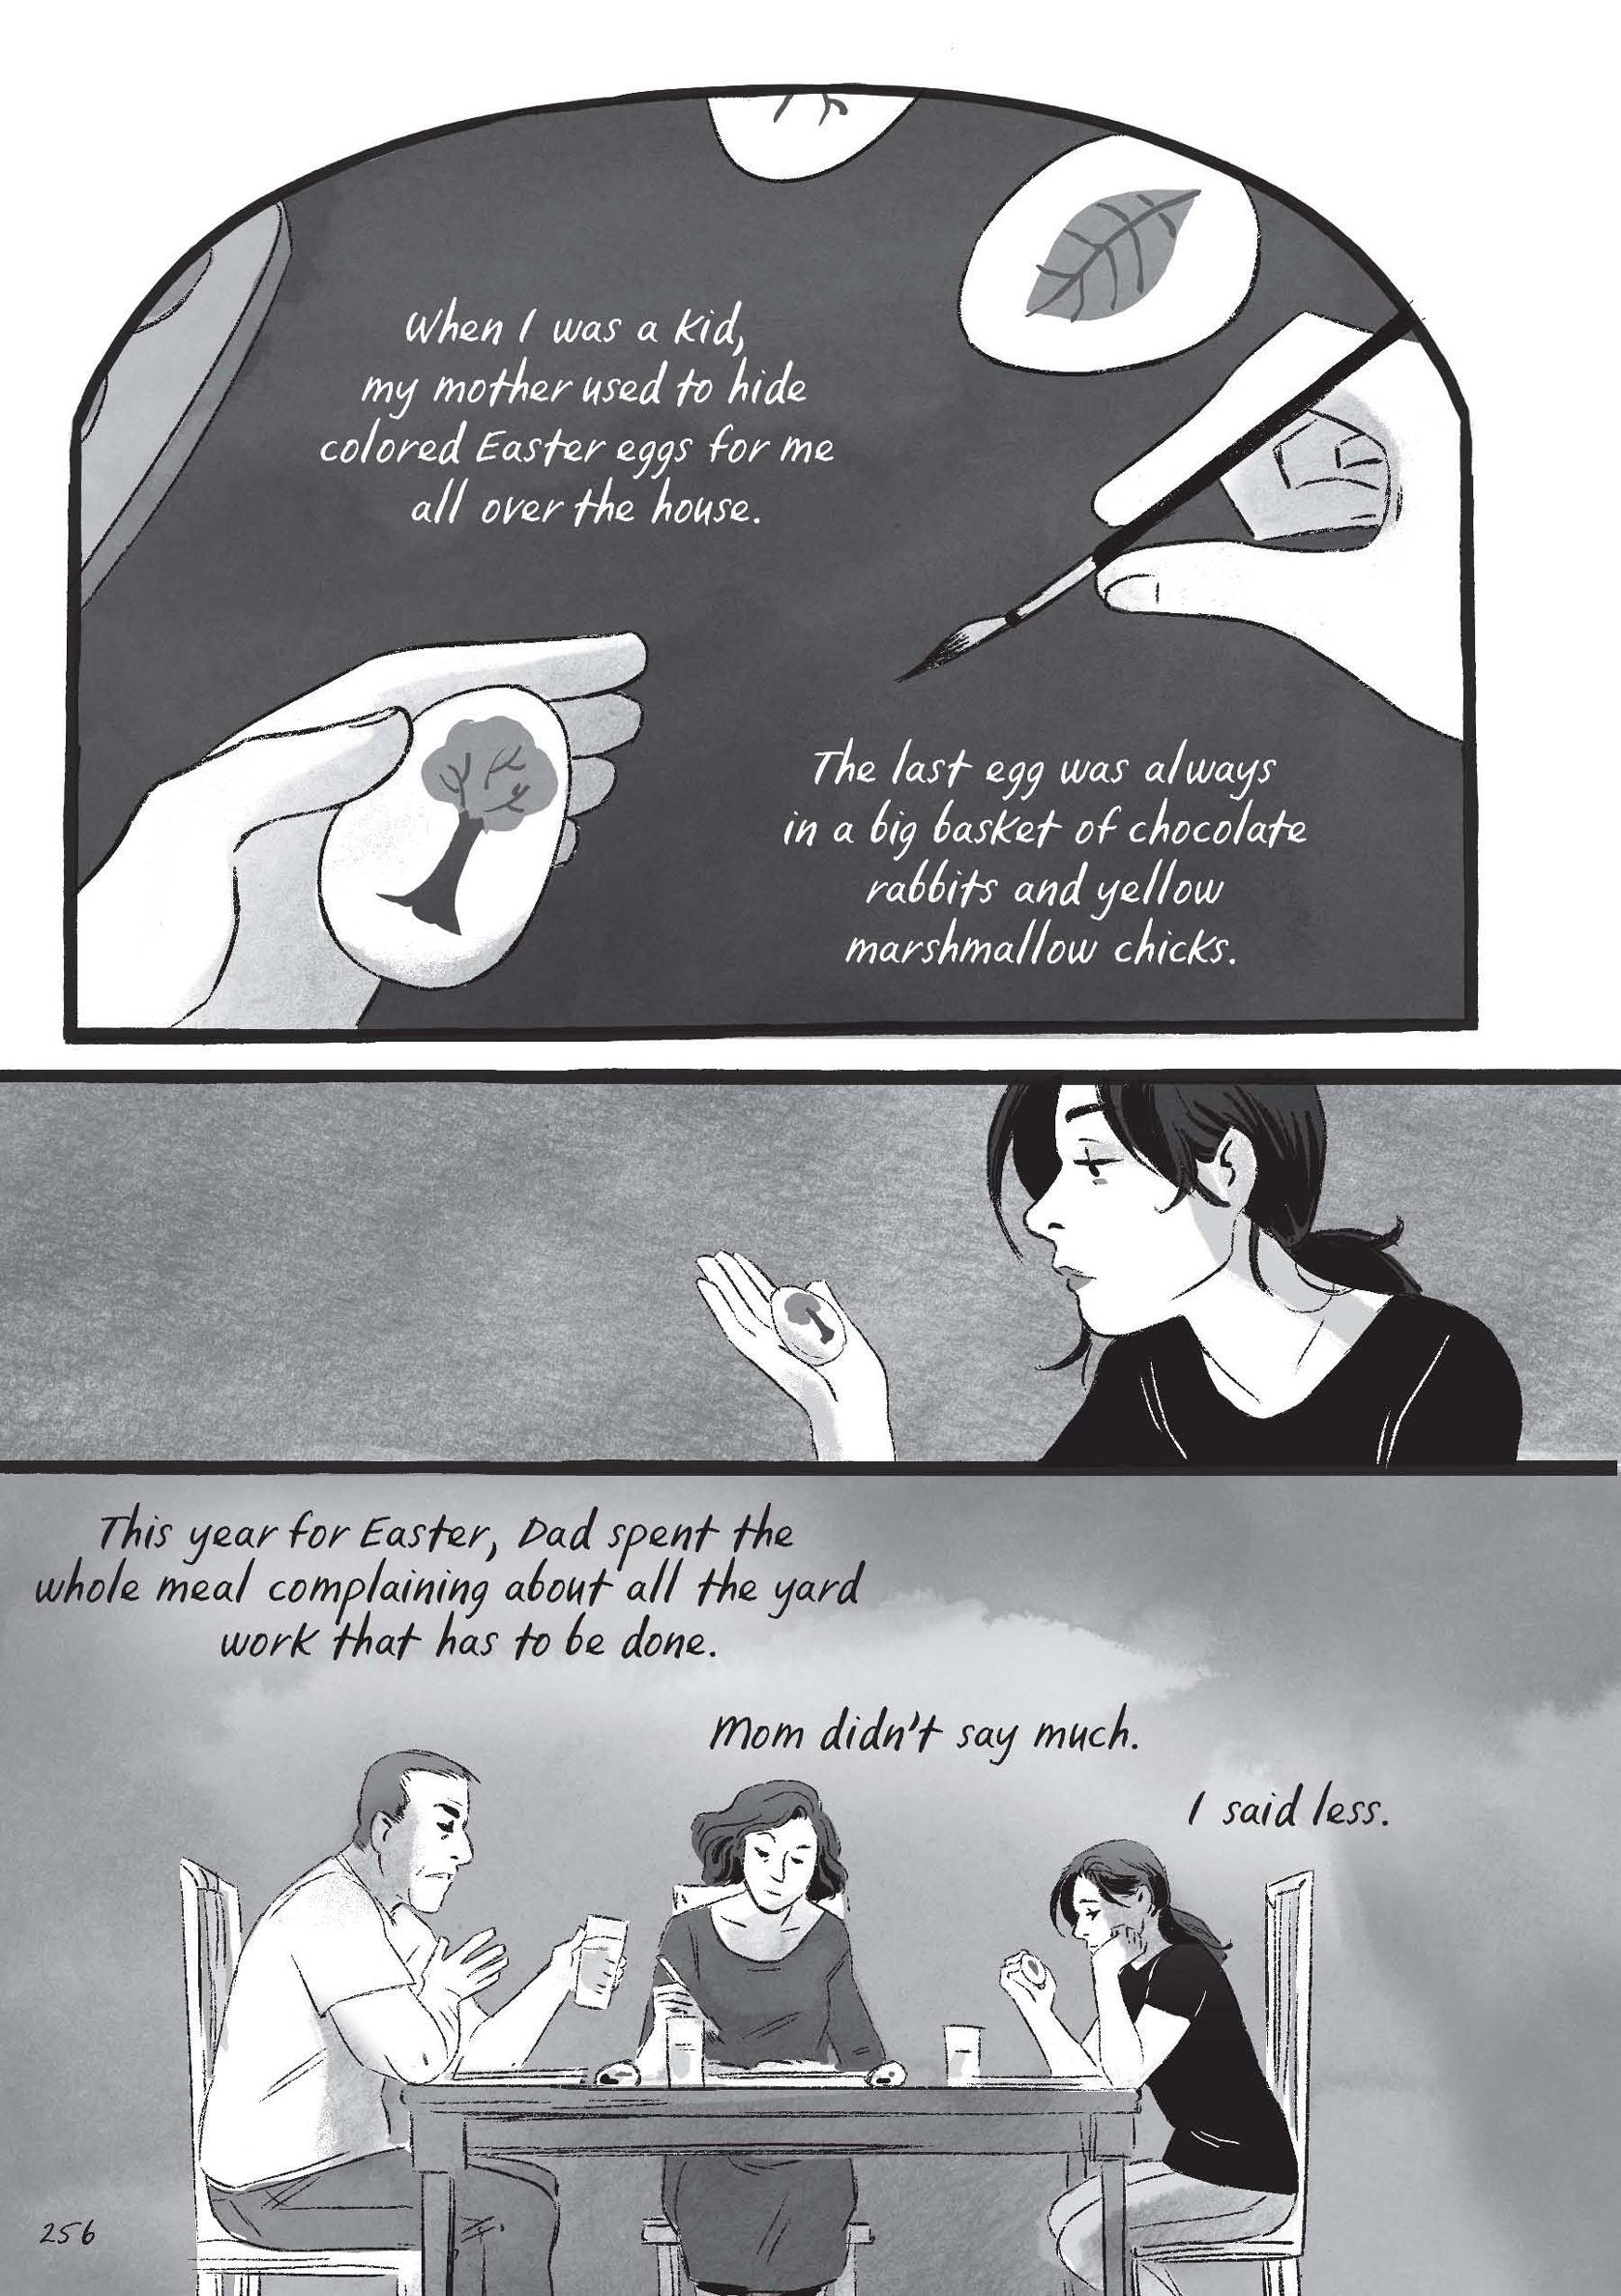 When I was a kid,
my mother used to hide
colored Easter eggs for me
all over the house.
The last egg was always
in a big basket of chocolate
rabbits and yellow
marshmallow chicks.
This year for Easter, Dad spent the
whole meal complaining about all the yard
work that has to be done.
Mom didn't say much.
I said less.
256